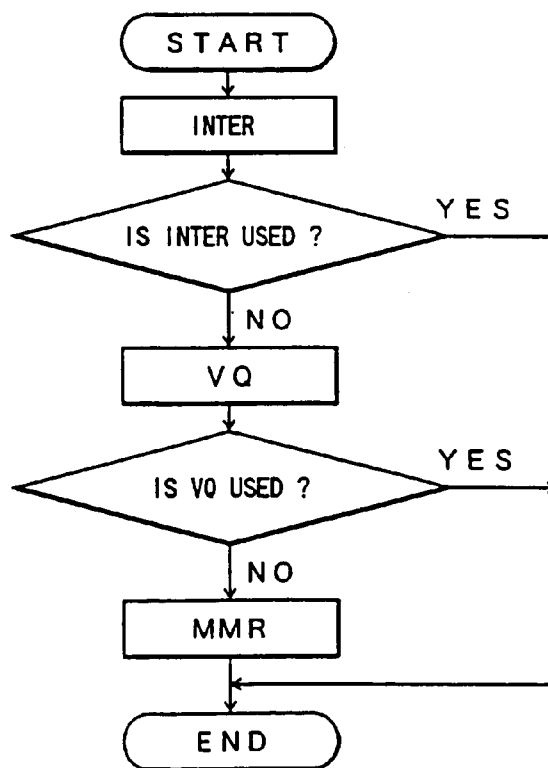 START
INTER
IS INTER USED ?
YES
NO
VQ
IS VQ USED ?
YES
NO
MMR
END